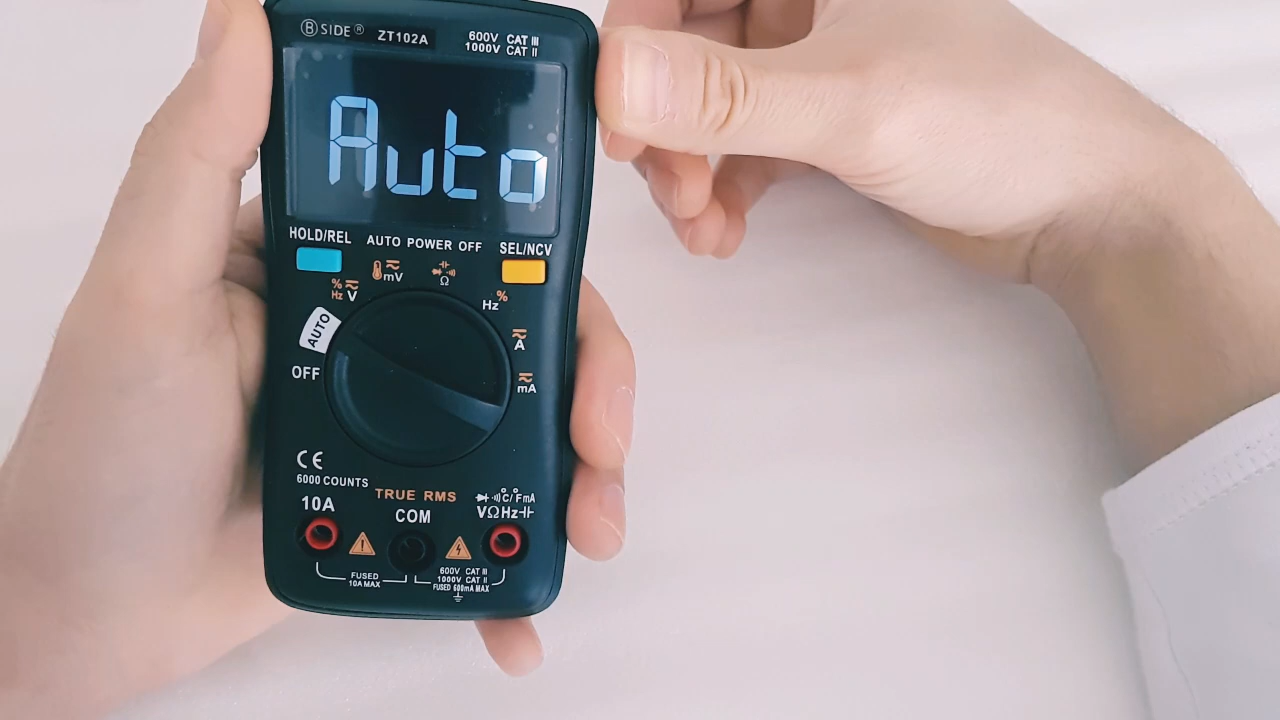 BSIDE® ZT102A
600V CAT III
1000V CAT II
Auto
HOLD/REL AUTO POWER OFF SEL/NCV
% Hz V
mV
Ω
Hz %
AUTO
A
OFF
mA
CE
6000 COUNTS
TRUE RMS
10A
COM
°C/°F mA
VΩHz
FUSED
10A MAX
600V CAT III
1000V CAT II
FUSED 600mA MAX